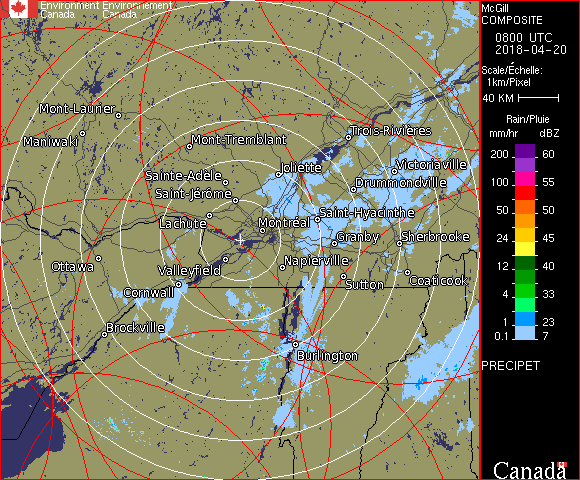 Environment Environnement
Canada Canada
McGill
COMPOSITE
0800 UTC
2018-04-20
Scale/Échelle:
1km/Pixel
40 KM
Rain/Pluie
mm/hr dBZ
200 60
100 55
50 50
24 45
12 40
4 33
1 23
0.1 7
PRECIPET
Canada
Mont-Laurier
Maniwaki
Mont-Tremblant
Trois-Rivières
Sainte-Adèle
Joliette
Victoriaville
Saint-Jérôme
Drummondville
Lachute
Saint-Hyacinthe
Montréal
Granby
Sherbrooke
Ottawa
Valleyfield
Napierville
Cornwall
Sutton
Coaticook
Brockville
Burlington